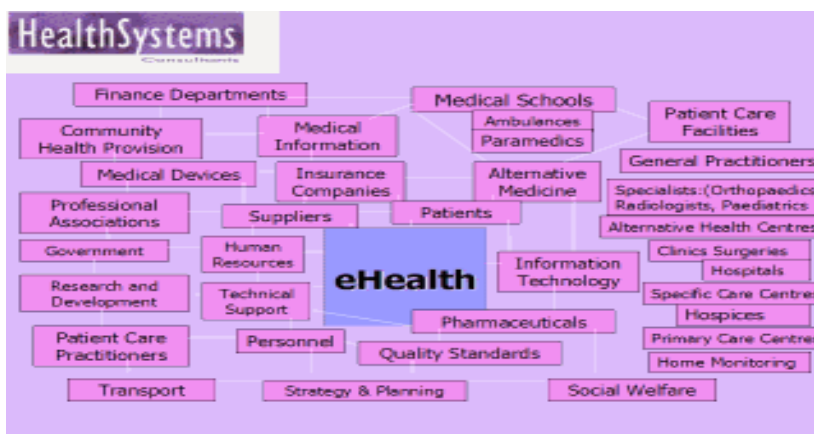 HealthSystems
Consultants
Finance Departments
Medical Schools
Ambulances
Paramedics
Patient Care
Facilities
Community
Health Provision
Medical
Information
General Practitioners
Medical Devices
Insurance
Companies
Alternative
Medicine
Specialists:(Orthopaedics
Radiologists, Paediatrics
Professional
Associations
Suppliers
Patients
Alternative Health Centres
Government
Human
Resources
eHealth
Information
Technology
Clinics Surgeries
Hospitals
Research and
Development
Technical
Support
Specific Care Centres
Hospices
Pharmaceuticals
Patient Care
Practitioners
Personnel
Quality Standards
Primary Care Centres
Home Monitoring
Transport
Strategy & Planning
Social Welfare